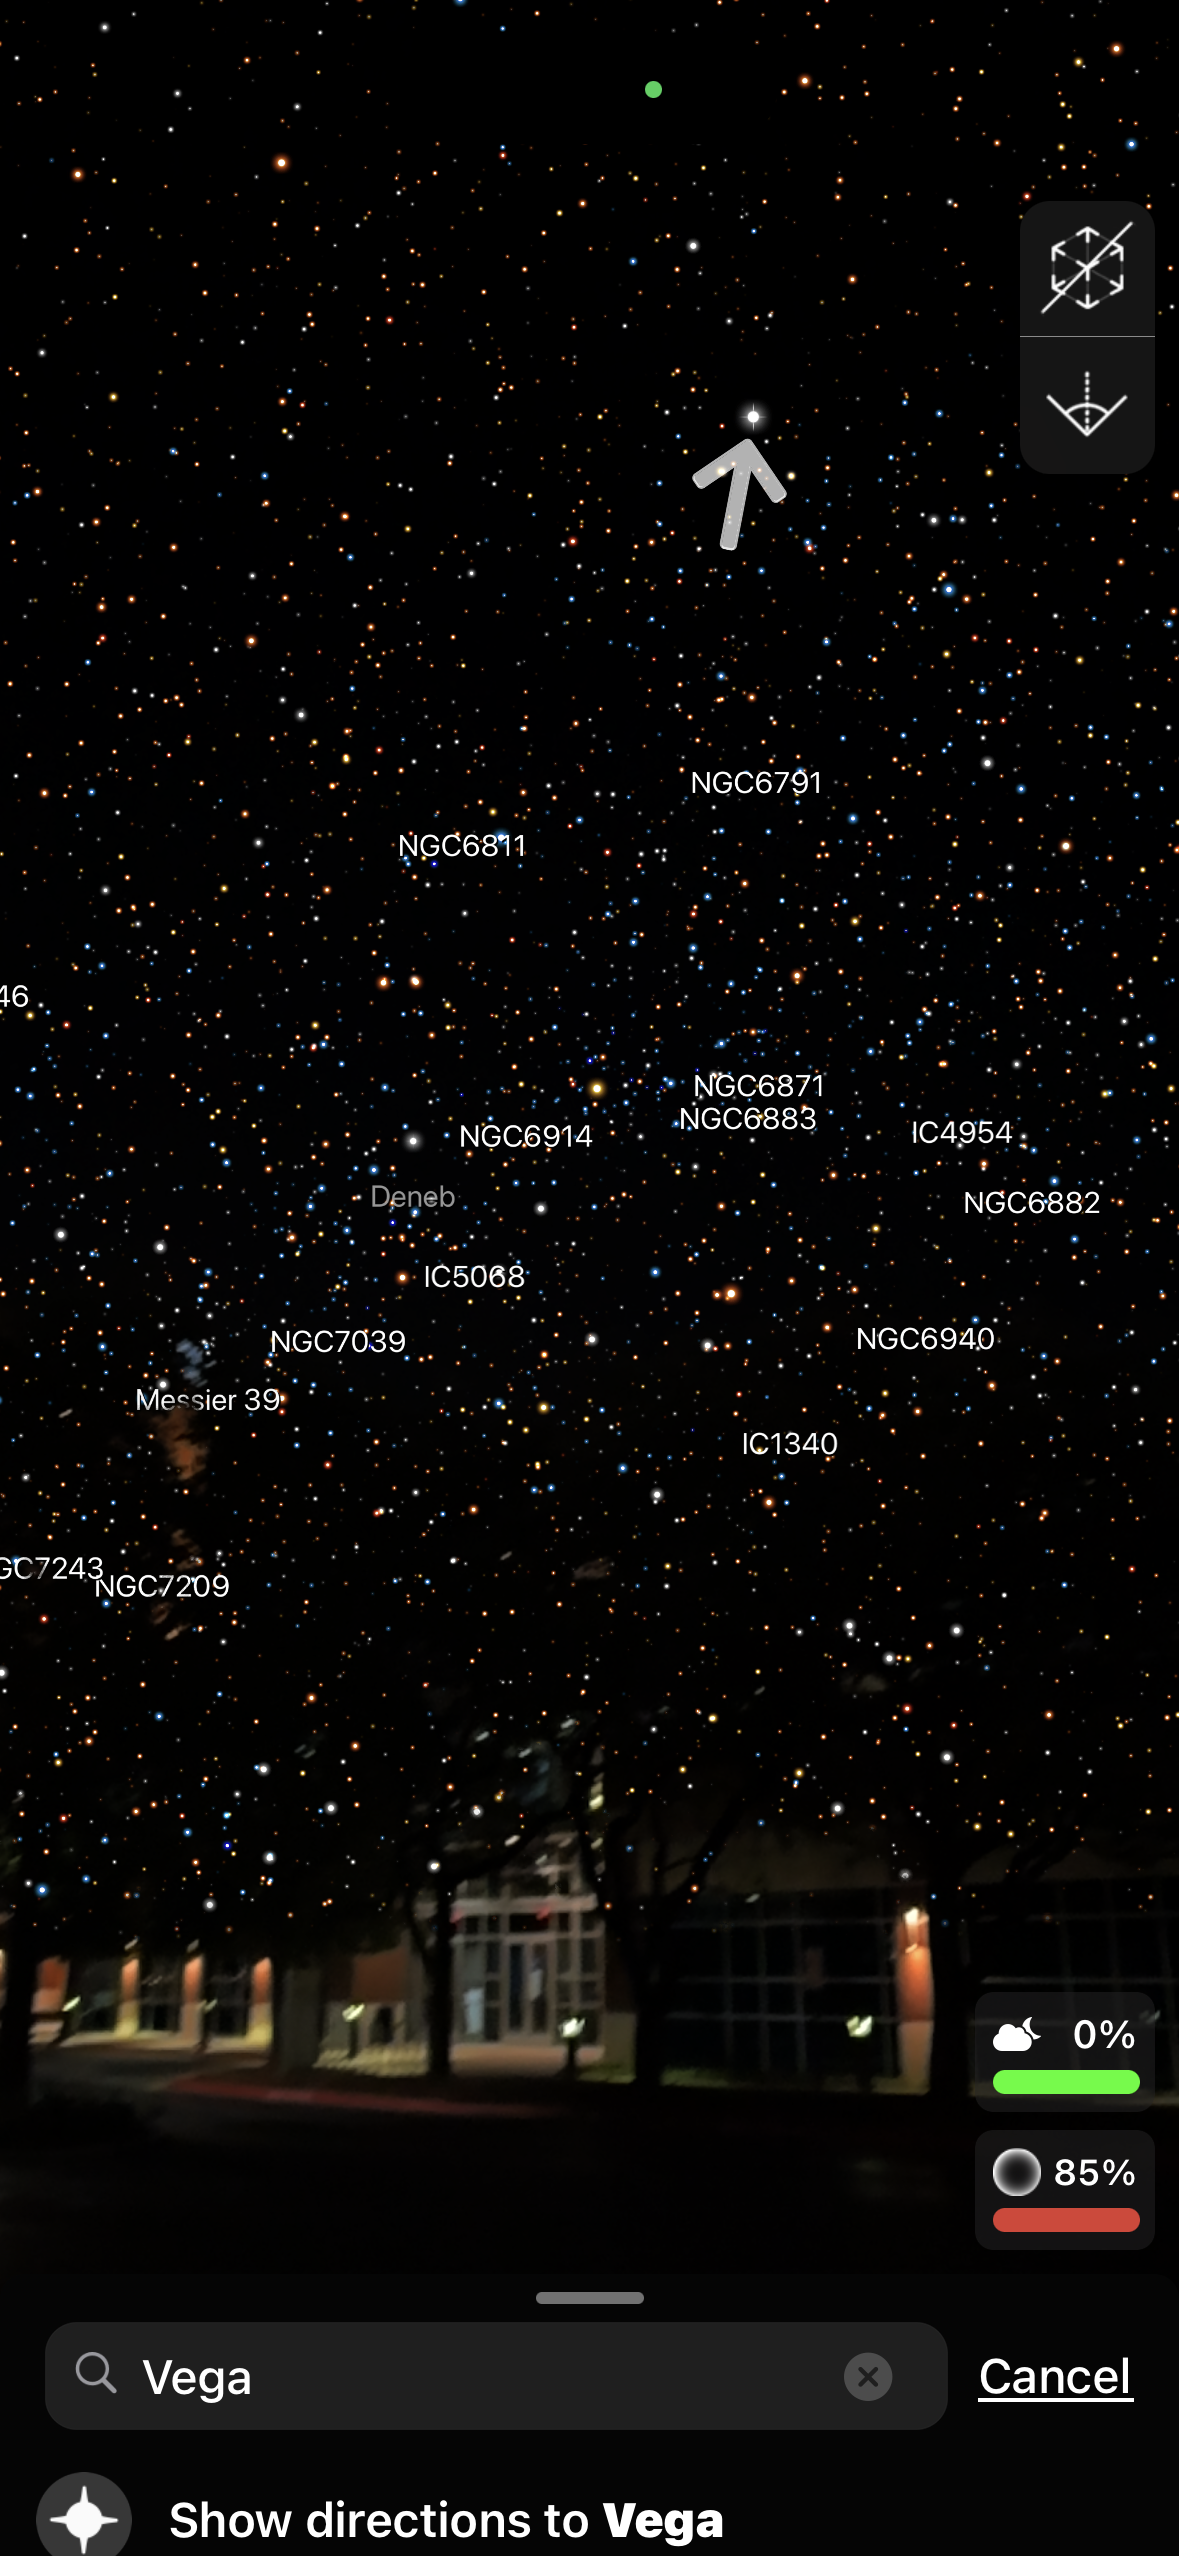 NGC6791
NGC6811
46
NGC6871
NGC6883
IC4954
NGC6914
Deneb
NGC6882
IC5068
NGC7039
NGC6940
Messier 39
IC1340
GC7243
NGC7209
0%
85%
Vega
Cancel
Show directions to Vega